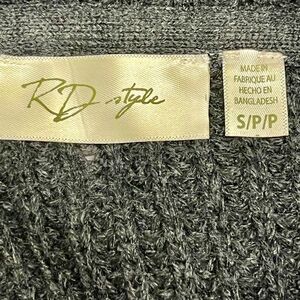 RD style
MADE IN
FABRIQUE AU
HECHO EN
BANGLADESH
S/P/P